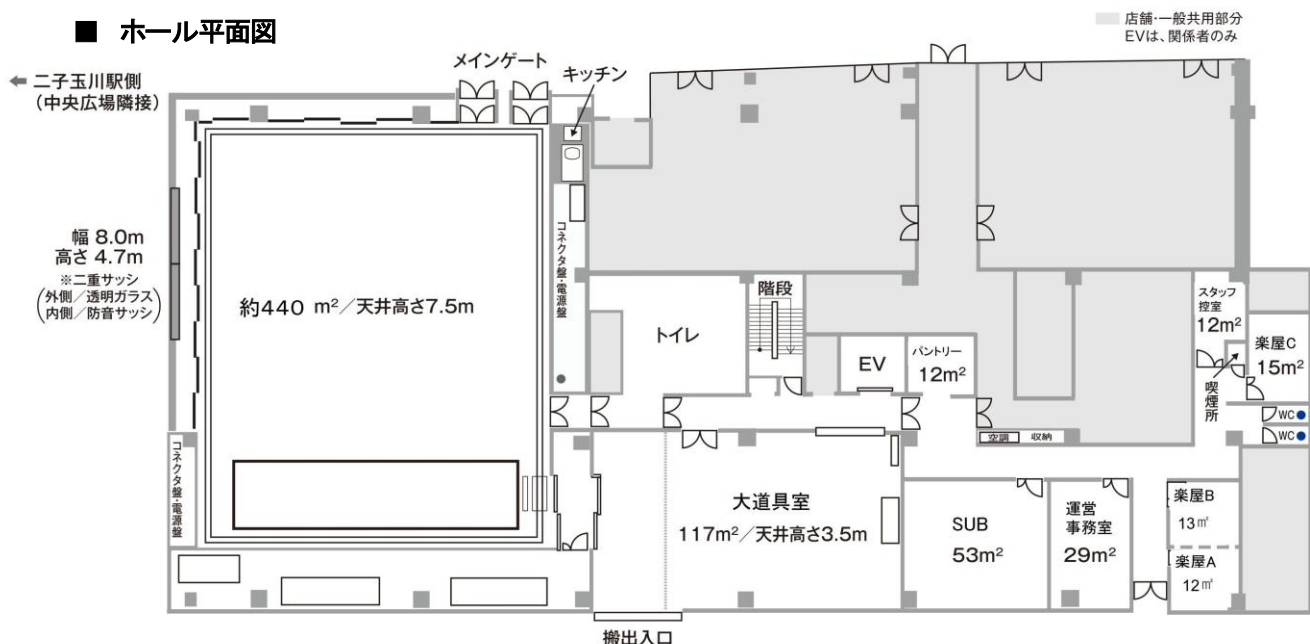 ■ ホール平面図
店舗・一般共用部分
EVは、関係者のみ
← 二子玉川駅側
（中央広場隣接）
メインゲート
キッチン
幅 8.0m
高さ 4.7m
※二重サッシ
（外側／透明ガラス
内側／防音サッシ）
約440 m²／天井高さ7.5m
コネクタ盤・電源盤
トイレ
階段
EV
パントリー
12m²
スタッフ
控室
12m²
楽屋C
15m²
喫煙所
WC
WC
空調
収納
コネクタ盤・電源盤
大道具室
117m²／天井高さ3.5m
SUB
53m²
運営
事務室
29m²
楽屋B
13㎡
楽屋A
12㎡
搬出入口